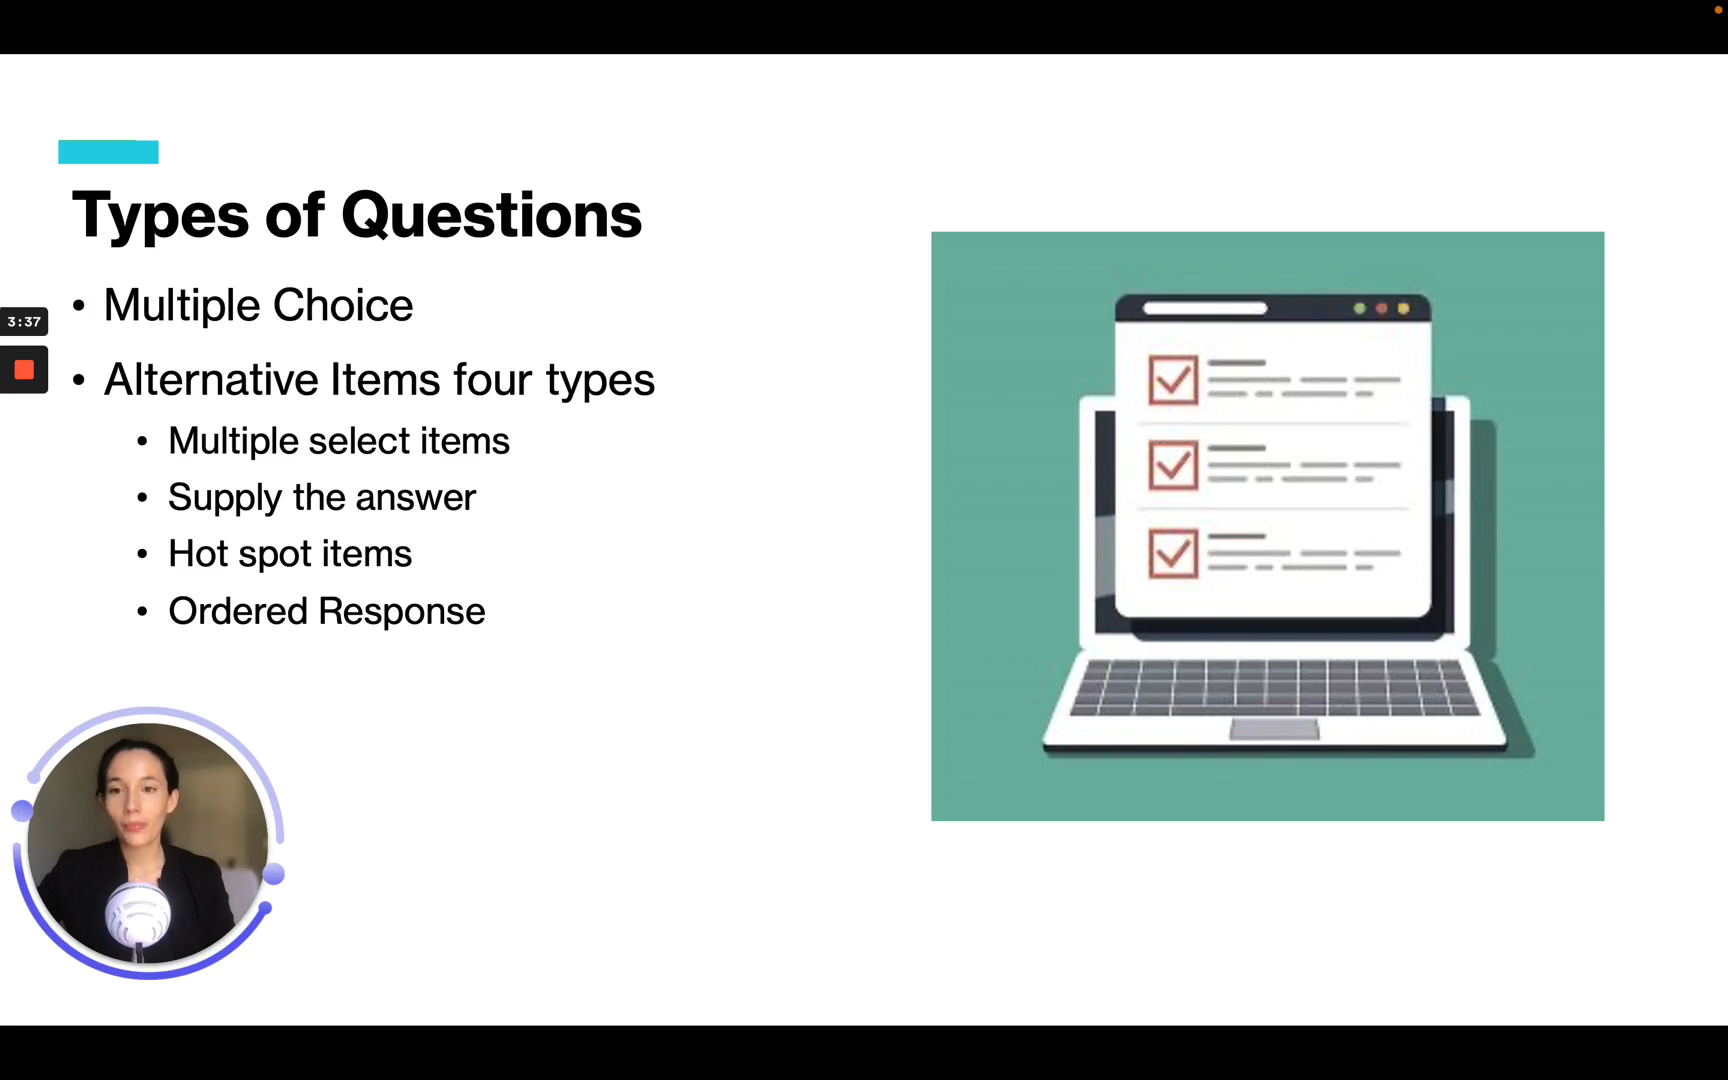 Types of Questions
• Multiple Choice
• Alternative Items four types
• Multiple select items
• Supply the answer
• Hot spot items
• Ordered Response
3:37